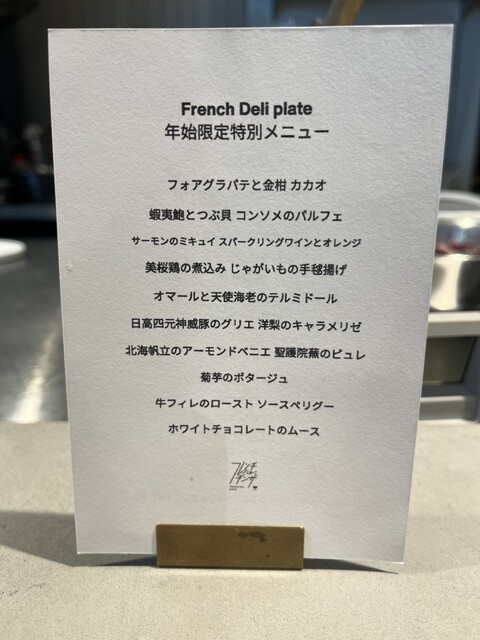 French Deli plate
年始限定特別メニュー
フォアグラパテと金柑 カカオ
蝦夷鮑とつぶ貝 コンソメのパルフェ
サーモンのミキュイ スパークリングワインとオレンジ
美桜鶏の煮込み じゃがいもの手毬揚げ
オマールと天使海老のテルミドール
日高四元神威豚のグリエ 洋梨のキャラメリゼ
北海帆立のアーモンドベニエ 聖護院蕪のピュレ
菊芋のポタージュ
牛フィレのロースト ソースペリグー
ホワイトチョコレートのムース